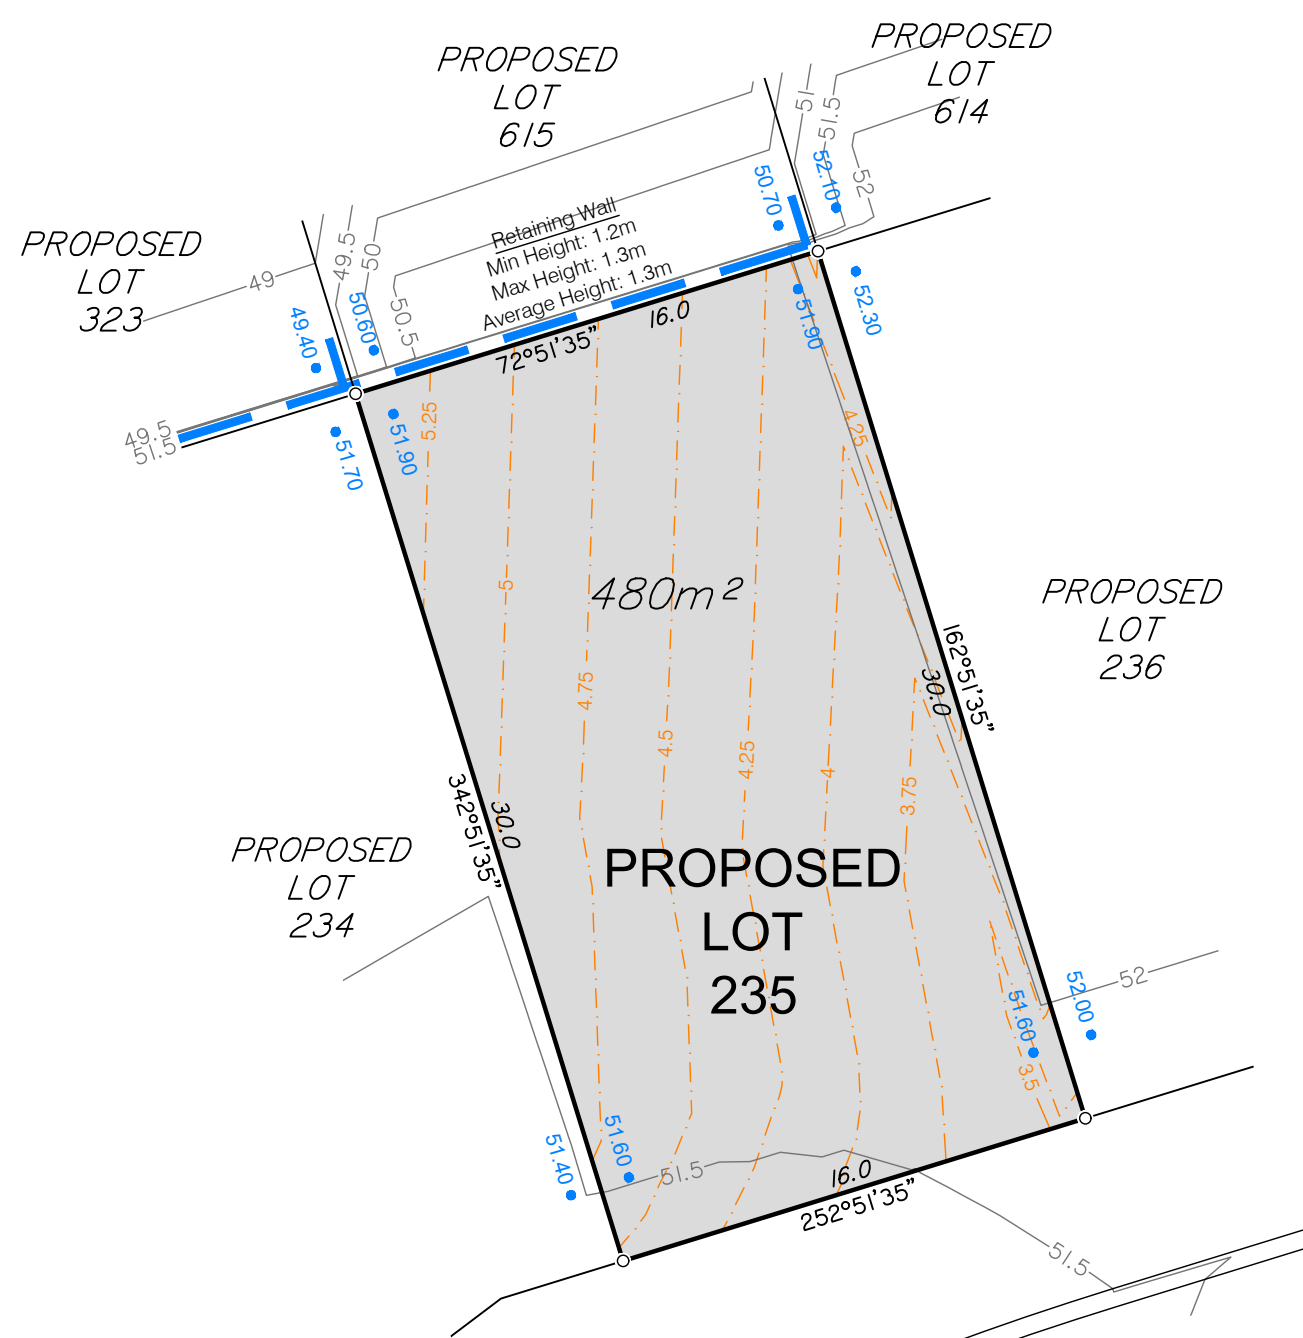 PROPOSED
LOT
615
PROPOSED
LOT
614
PROPOSED
LOT
323
49
49.5
50
50.5
51
51.5
52
52.10
50.70
50.60
49.40
Retaining Wall
Min Height: 1.2m
Max Height: 1.3m
Average Height: 1.3m
16.0
72°51'35"
51.90
52.30
49.5
51.5
51.70
51.90
5.25
4.25
5
4.75
4.5
4.25
4
3.75
3.5
480m²
162°51'35"
30.0
PROPOSED
LOT
236
342°51'35"
30.0
PROPOSED
LOT
234
PROPOSED
LOT
235
52
52.00
51.60
51.60
51.40
51.5
16.0
252°51'35"
51.5